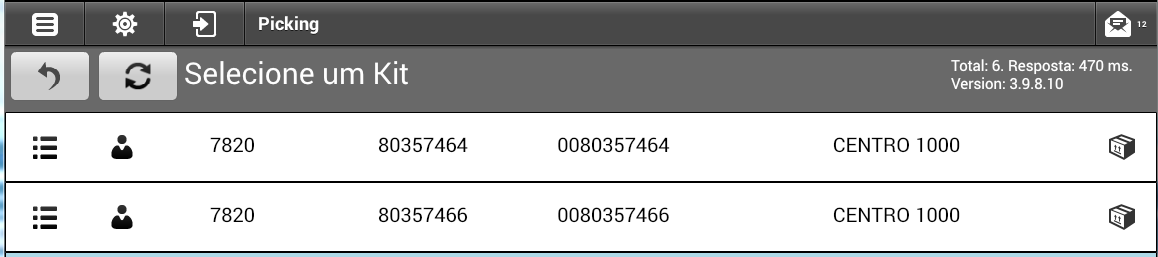 Picking
12
Selecione um Kit
Total: 6. Resposta: 470 ms.
Version: 3.9.8.10
7820 80357464 0080357464 CENTRO 1000
7820 80357466 0080357466 CENTRO 1000